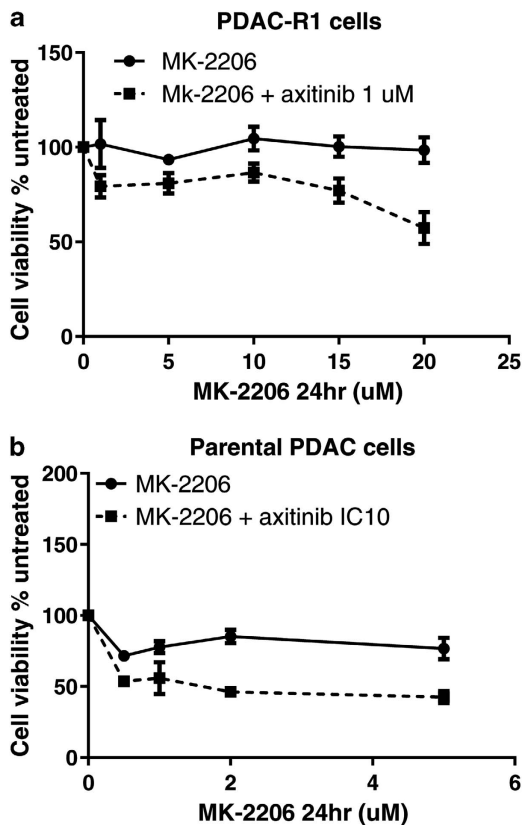 a
PDAC-R1 cells
150
100
50
0
Cell viability % untreated
MK-2206
Mk-2206 + axitinib 1 uM
0 5 10 15 20 25
MK-2206 24hr (uM)
b
Parental PDAC cells
200
150
100
50
0
Cell viability % untreated
MK-2206
MK-2206 + axitinib IC10
0 2 4 6
MK-2206 24hr (uM)